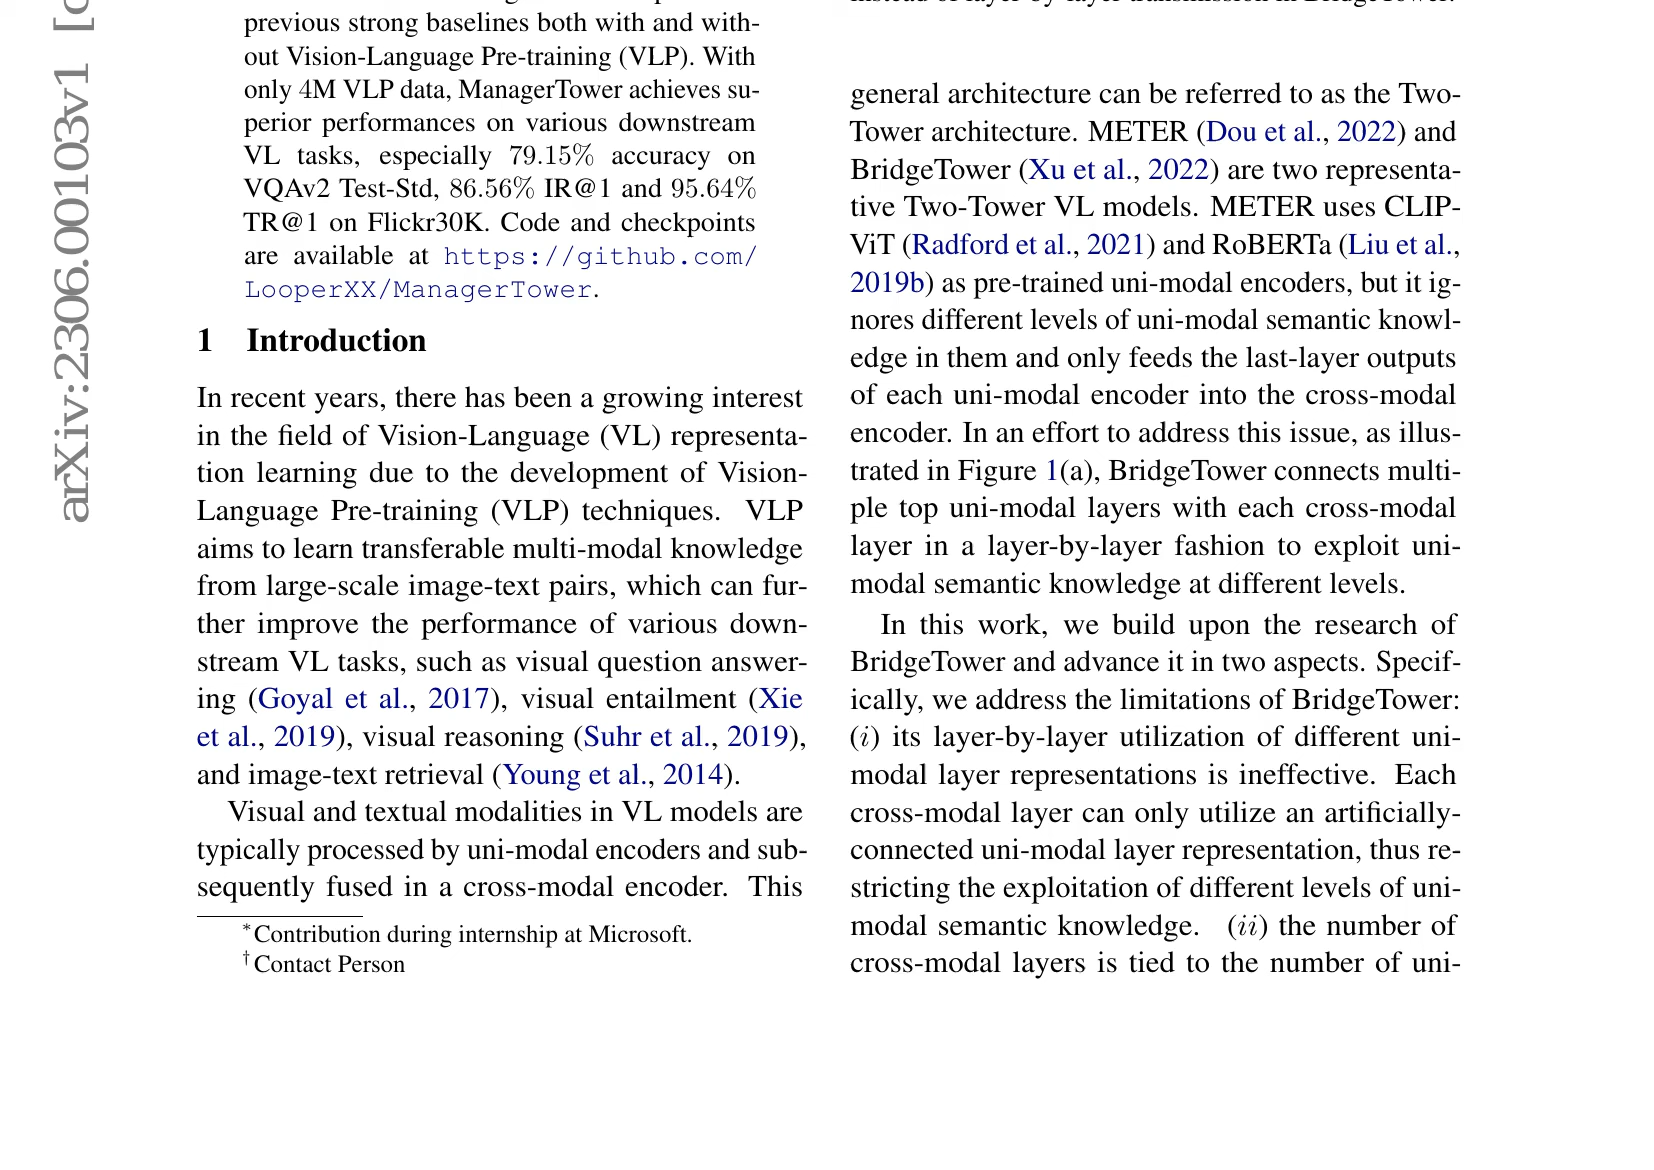 arXiv:2306.00103v1
previous strong baselines both with and with-
out Vision-Language Pre-training (VLP). With
only 4M VLP data, ManagerTower achieves su-
perior performances on various downstream
VL tasks, especially 79.15% accuracy on
VQAv2 Test-Std, 86.56% IR@1 and 95.64%
TR@1 on Flickr30K. Code and checkpoints
are available at https://github.com/
LooperXX/ManagerTower.
1 Introduction
In recent years, there has been a growing interest
in the field of Vision-Language (VL) representa-
tion learning due to the development of Vision-
Language Pre-training (VLP) techniques. VLP
aims to learn transferable multi-modal knowledge
from large-scale image-text pairs, which can fur-
ther improve the performance of various down-
stream VL tasks, such as visual question answer-
ing (Goyal et al., 2017), visual entailment (Xie
et al., 2019), visual reasoning (Suhr et al., 2019),
and image-text retrieval (Young et al., 2014).
Visual and textual modalities in VL models are
typically processed by uni-modal encoders and sub-
sequently fused in a cross-modal encoder. This
*Contribution during internship at Microsoft.
†Contact Person
general architecture can be referred to as the Two-
Tower architecture. METER (Dou et al., 2022) and
BridgeTower (Xu et al., 2022) are two representa-
tive Two-Tower VL models. METER uses CLIP-
ViT (Radford et al., 2021) and RoBERTa (Liu et al.,
2019b) as pre-trained uni-modal encoders, but it ig-
nores different levels of uni-modal semantic knowl-
edge in them and only feeds the last-layer outputs
of each uni-modal encoder into the cross-modal
encoder. In an effort to address this issue, as illus-
trated in Figure 1(a), BridgeTower connects multi-
ple top uni-modal layers with each cross-modal
layer in a layer-by-layer fashion to exploit uni-
modal semantic knowledge at different levels.
In this work, we build upon the research of
BridgeTower and advance it in two aspects. Specif-
ically, we address the limitations of BridgeTower:
(i) its layer-by-layer utilization of different uni-
modal layer representations is ineffective. Each
cross-modal layer can only utilize an artificially-
connected uni-modal layer representation, thus re-
stricting the exploitation of different levels of uni-
modal semantic knowledge. (ii) the number of
cross-modal layers is tied to the number of uni-